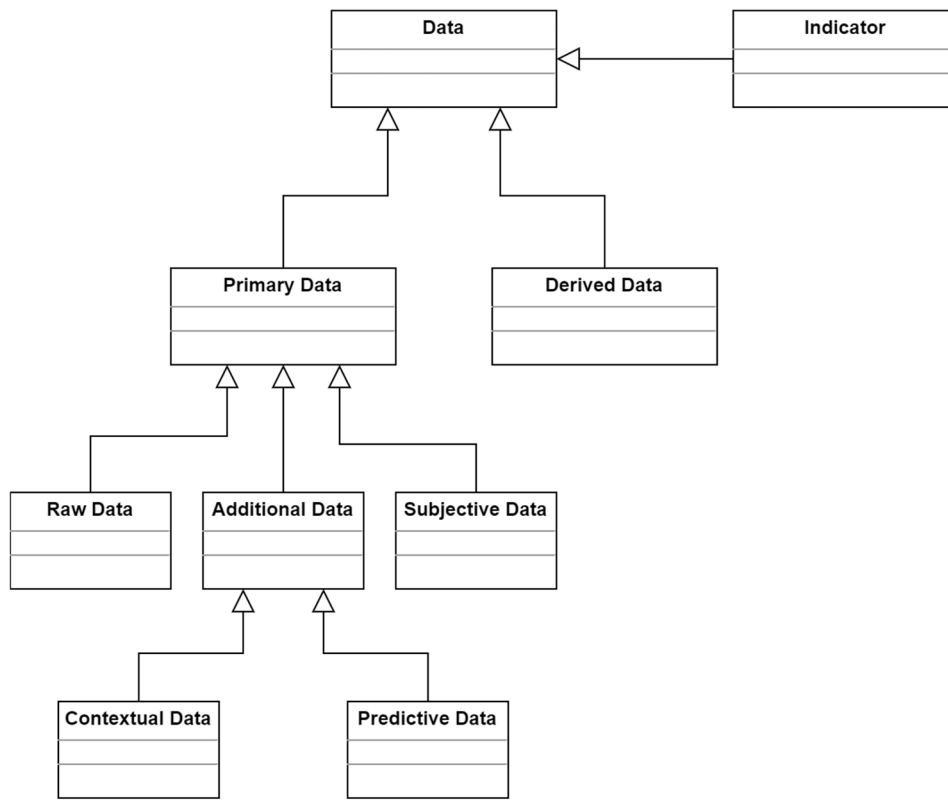 Data
Indicator
Primary Data
Derived Data
Raw Data
Additional Data
Subjective Data
Contextual Data
Predictive Data